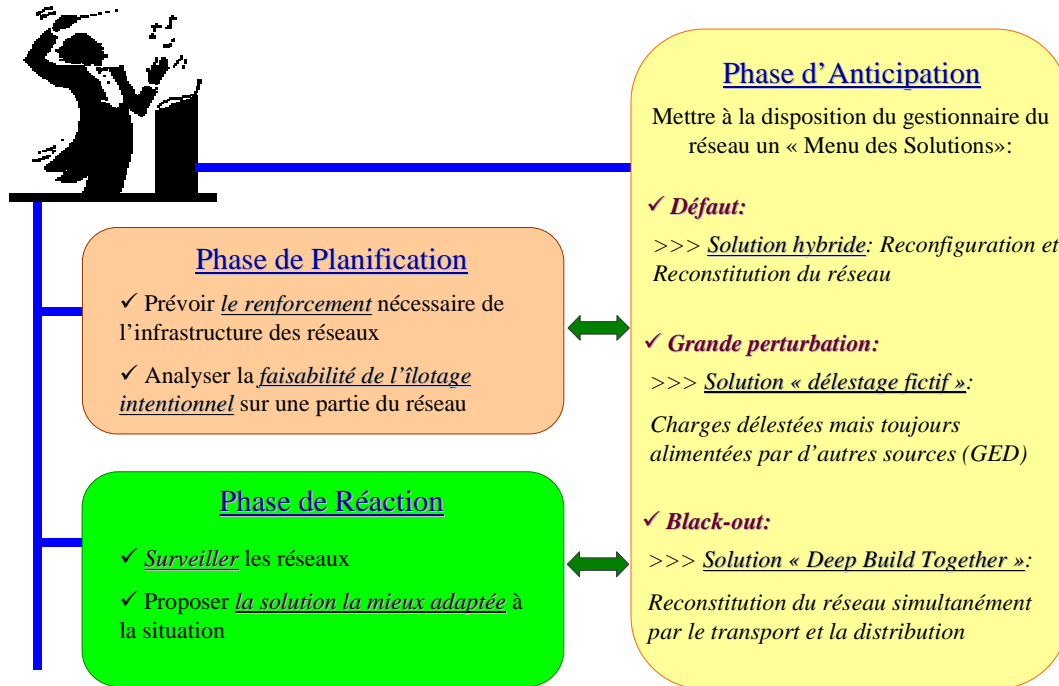 Phase d’Anticipation
Mettre à la disposition du gestionnaire du
réseau un « Menu des Solutions»:
✓ Défaut:
>>> Solution hybride: Reconfiguration et
Reconstitution du réseau
✓ Grande perturbation:
>>> Solution « délestage fictif »:
Charges délestées mais toujours
alimentées par d’autres sources (GED)
✓ Black-out:
>>> Solution « Deep Build Together »:
Reconstitution du réseau simultanément
par le transport et la distribution
Phase de Planification
✓ Prévoir le renforcement nécessaire de
l’infrastructure des réseaux
✓ Analyser la faisabilité de l’îlotage
intentionnel sur une partie du réseau
Phase de Réaction
✓ Surveiller les réseaux
✓ Proposer la solution la mieux adaptée à
la situation